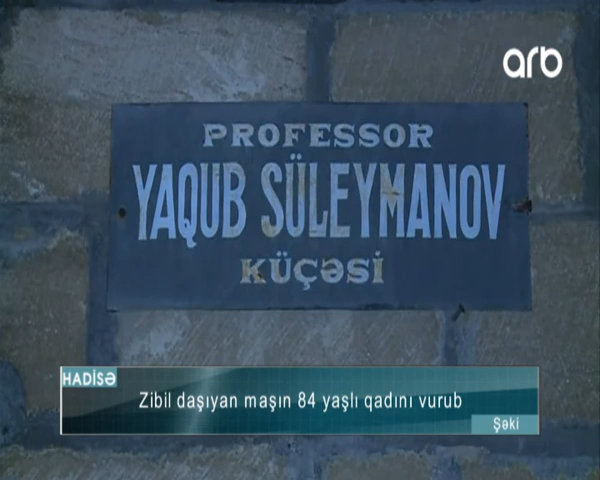 arb
PROFESSOR
YAQUB SÜLEYMANOV
KÜÇƏSİ
HADİSƏ
Zibil daşıyan maşın 84 yaşlı qadını vurub
Şəki